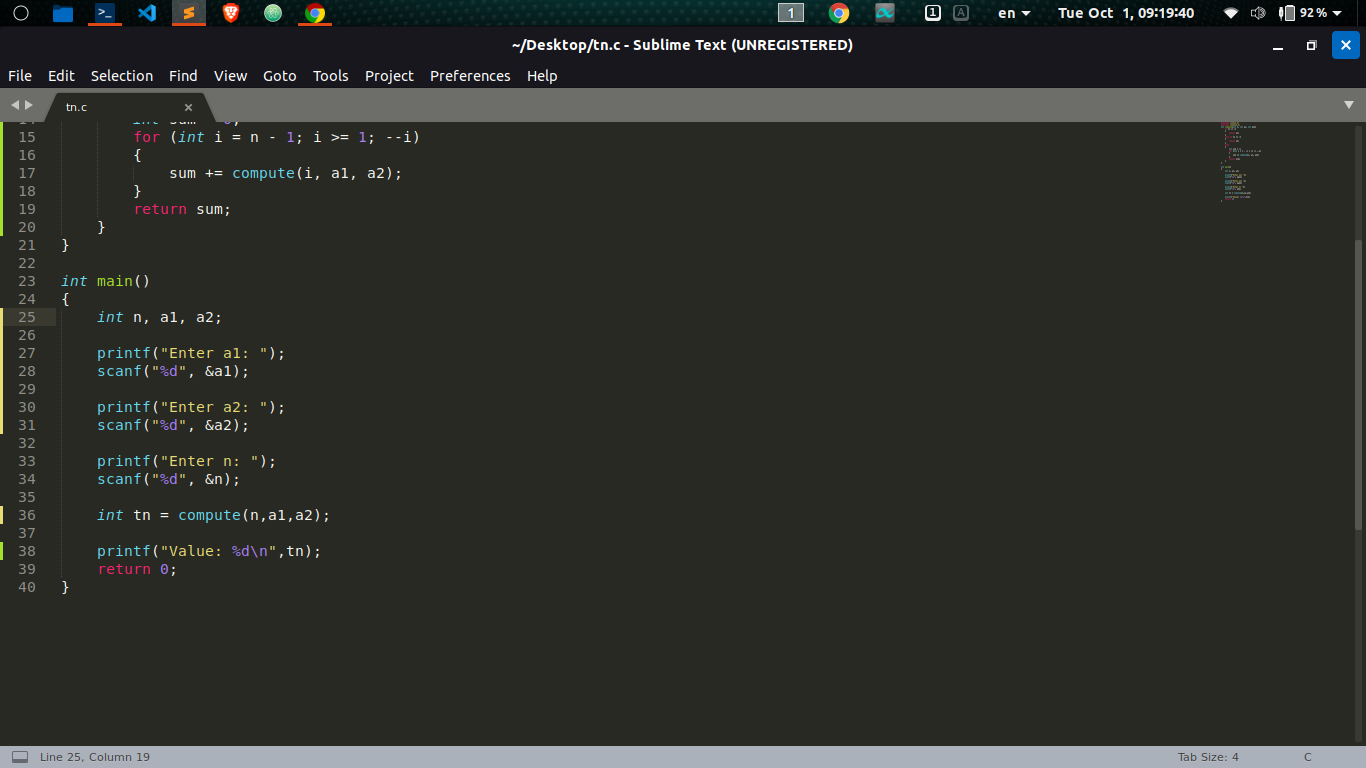 1
1
A
en
Tue Oct 1, 09:19:40
92 %
~/Desktop/tn.c - Sublime Text (UNREGISTERED)
File Edit Selection Find View Goto Tools Project Preferences Help
tn.c
14 int sum = 0;
15 for (int i = n - 1; i >= 1; --i)
16 {
17 sum += compute(i, a1, a2);
18 }
19 return sum;
20 }
21 }
22
23 int main()
24 {
25 int n, a1, a2;
26
27 printf("Enter a1: ");
28 scanf("%d", &a1);
29
30 printf("Enter a2: ");
31 scanf("%d", &a2);
32
33 printf("Enter n: ");
34 scanf("%d", &n);
35
36 int tn = compute(n,a1,a2);
37
38 printf("Value: %d\n",tn);
39 return 0;
40 }
Line 25, Column 19
Tab Size: 4
C